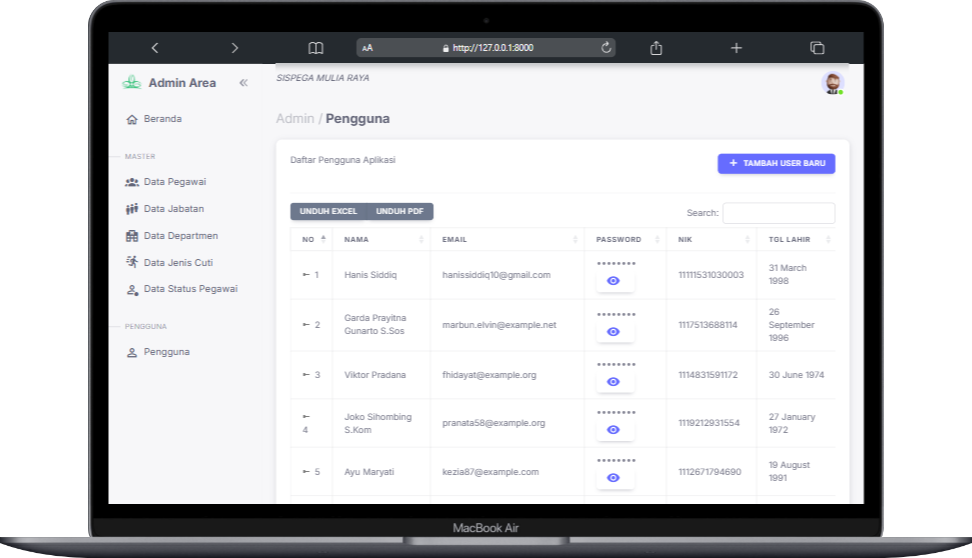 AA http://127.0.0.1:8000
Admin Area
SISPEGA MULIA RAYA
Beranda
MASTER
Data Pegawai
Data Jabatan
Data Departmen
Data Jenis Cuti
Data Status Pegawai
PENGGUNA
Pengguna
Admin / Pengguna
Daftar Pengguna Aplikasi
+ TAMBAH USER BARU
UNDUH EXCEL UNDUH PDF
Search:
NO NAMA EMAIL PASSWORD NIK TGL LAHIR
1 Hanis Siddiq hanissiddiq10@gmail.com •••••••• 11111531030003 31 March
1998
2 Garda Prayitna
Gunarto S.Sos marbun.elvin@example.net •••••••• 1117513688114 26
September
1996
3 Viktor Pradana fhidayat@example.org •••••••• 1114831591172 30 June 1974
4 Joko Sihombing
S.Kom pranata58@example.org •••••••• 1119212931554 27 January
1972
5 Ayu Maryati kezia87@example.com •••••••• 1112671794690 19 August
1991
MacBook Air